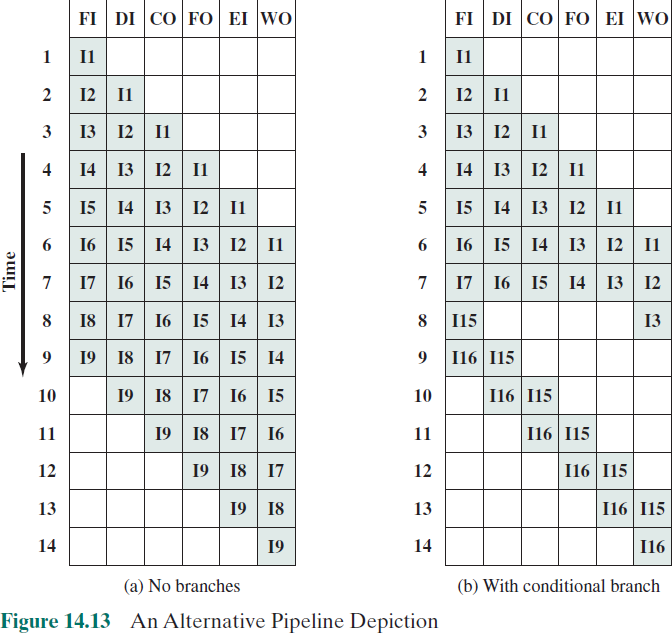 FI DI CO FO EI WO
1 I1
2 I2 I1
3 I3 I2 I1
4 I4 I3 I2 I1
5 I5 I4 I3 I2 I1
6 I6 I5 I4 I3 I2 I1
7 I7 I6 I5 I4 I3 I2
8 I8 I7 I6 I5 I4 I3
9 I9 I8 I7 I6 I5 I4
10 I9 I8 I7 I6 I5
11 I9 I8 I7 I6
12 I9 I8 I7
13 I9 I8
14 I9
Time
(a) No branches
FI DI CO FO EI WO
1 I1
2 I2 I1
3 I3 I2 I1
4 I4 I3 I2 I1
5 I5 I4 I3 I2 I1
6 I6 I5 I4 I3 I2 I1
7 I7 I6 I5 I4 I3 I2
8 I15 I3
9 I16 I15
10 I16 I15
11 I16 I15
12 I16 I15
13 I16 I15
14 I16
(b) With conditional branch
Figure 14.13 An Alternative Pipeline Depiction